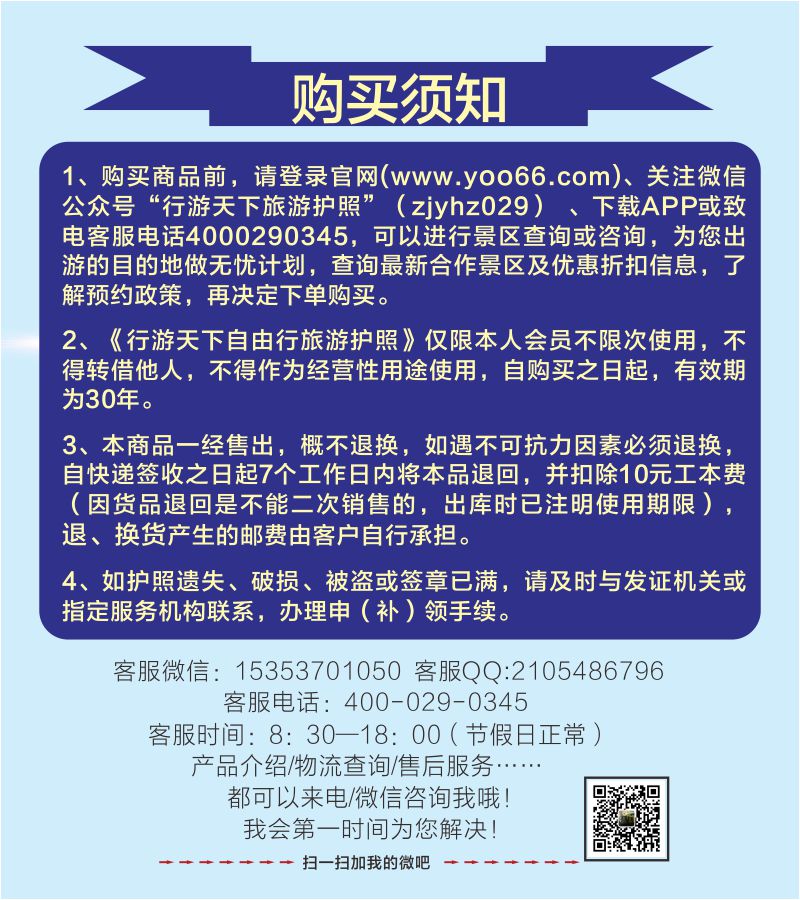 购买须知
1、购买商品前，请登录官网(www.yoo66.com)、关注微信
公众号“行游天下旅游护照”（zjyhz029）、下载APP或致
电客服电话4000290345，可以进行景区查询或咨询，为您出
游的目的地做无忧计划，查询最新合作景区及优惠折扣信息，了
解预约政策，再决定下单购买。
2、《行游天下自由行旅游护照》仅限本人会员不限次使用，不
得转借他人，不得作为经营性用途使用，自购买之日起，有效期
为30年。
3、本商品一经售出，概不退换，如遇不可抗力因素必须退换，
自快递签收之日起7个工作日内将本品退回，并扣除10元工本费
（因货品退回是不能二次销售的，出库时已注明使用期限），
退、换货产生的邮费由客户自行承担。
4、如护照遗失、破损、被盗或签章已满，请及时与发证机关或
指定服务机构联系，办理申（补）领手续。
客服微信：15353701050 客服QQ:2105486796
客服电话：400-029-0345
客服时间：8：30—18：00（节假日正常）
产品介绍/物流查询/售后服务……
都可以来电/微信咨询我哦！
我会第一时间为您解决！
扫一扫加我的微吧